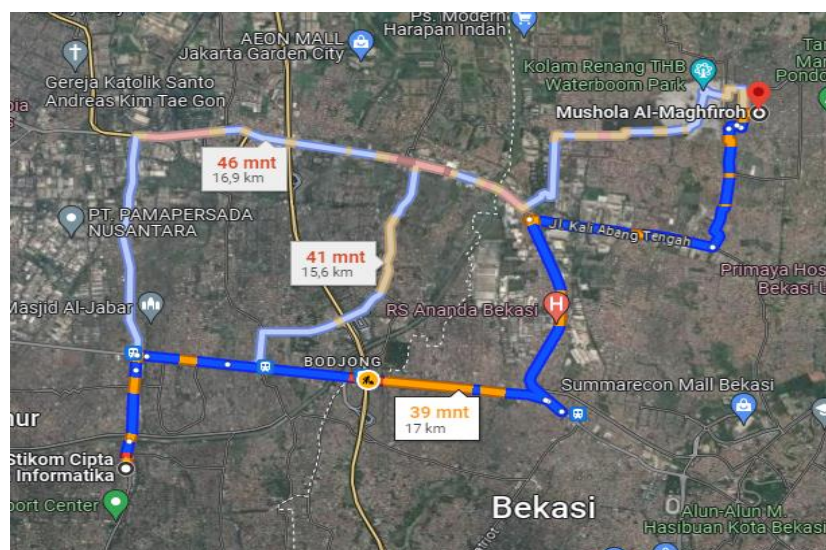 Ps. Modern
Harapan Indah
AEON MALL
Jakarta Garden City
Gereja Katolik Santo
Andreas Kim Tae Gon
Kolam Renang THB
Waterboom Park
Mushola Al-Maghfiroh
46 mnt
16,9 km
PT. PAMAPERSADA
NUSANTARA
Jl. Kali Abang Tengah
41 mnt
15,6 km
Primaya Hos
Bekasi U
RS Ananda Bekasi
H
Masjid Al-Jabar
BODJONG
Summarecon Mall Bekasi
39 mnt
17 km
nur
Stikom Cipta
Informatika
port Center
Bekasi
Alun-Alun M.
Hasibuan Kota Bekasi